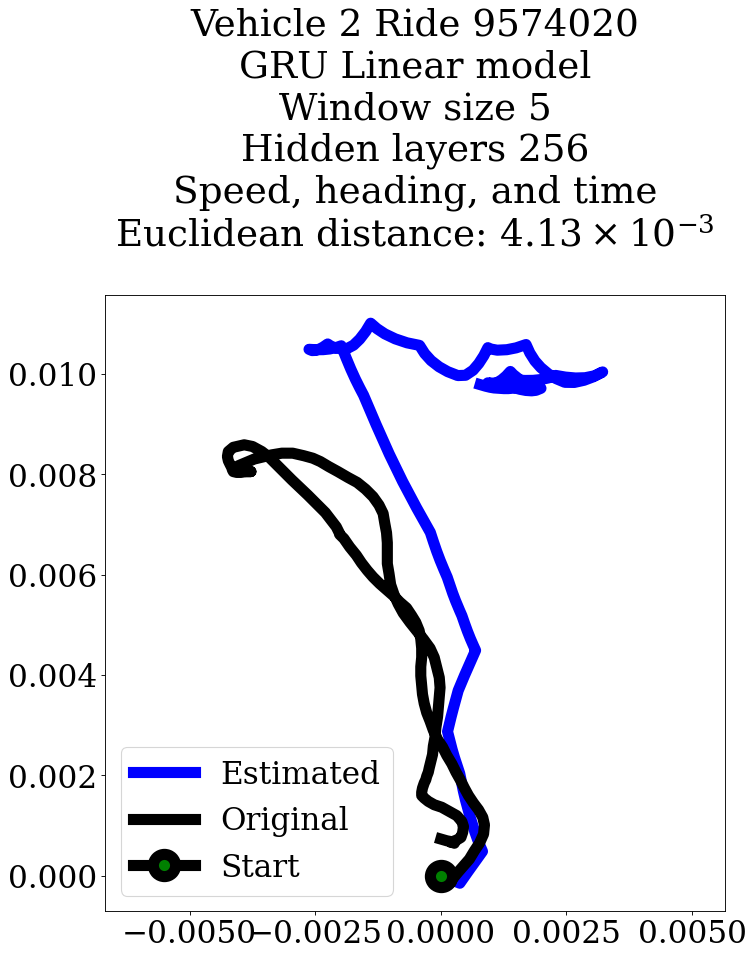 Vehicle 2 Ride 9574020
GRU Linear model
Window size 5
Hidden layers 256
Speed, heading, and time
Euclidean distance: 4.13 × 10⁻³
0.010
0.008
0.006
0.004
0.002
0.000
Estimated
Original
Start
−0.0050 −0.0025 0.0000 0.0025 0.0050